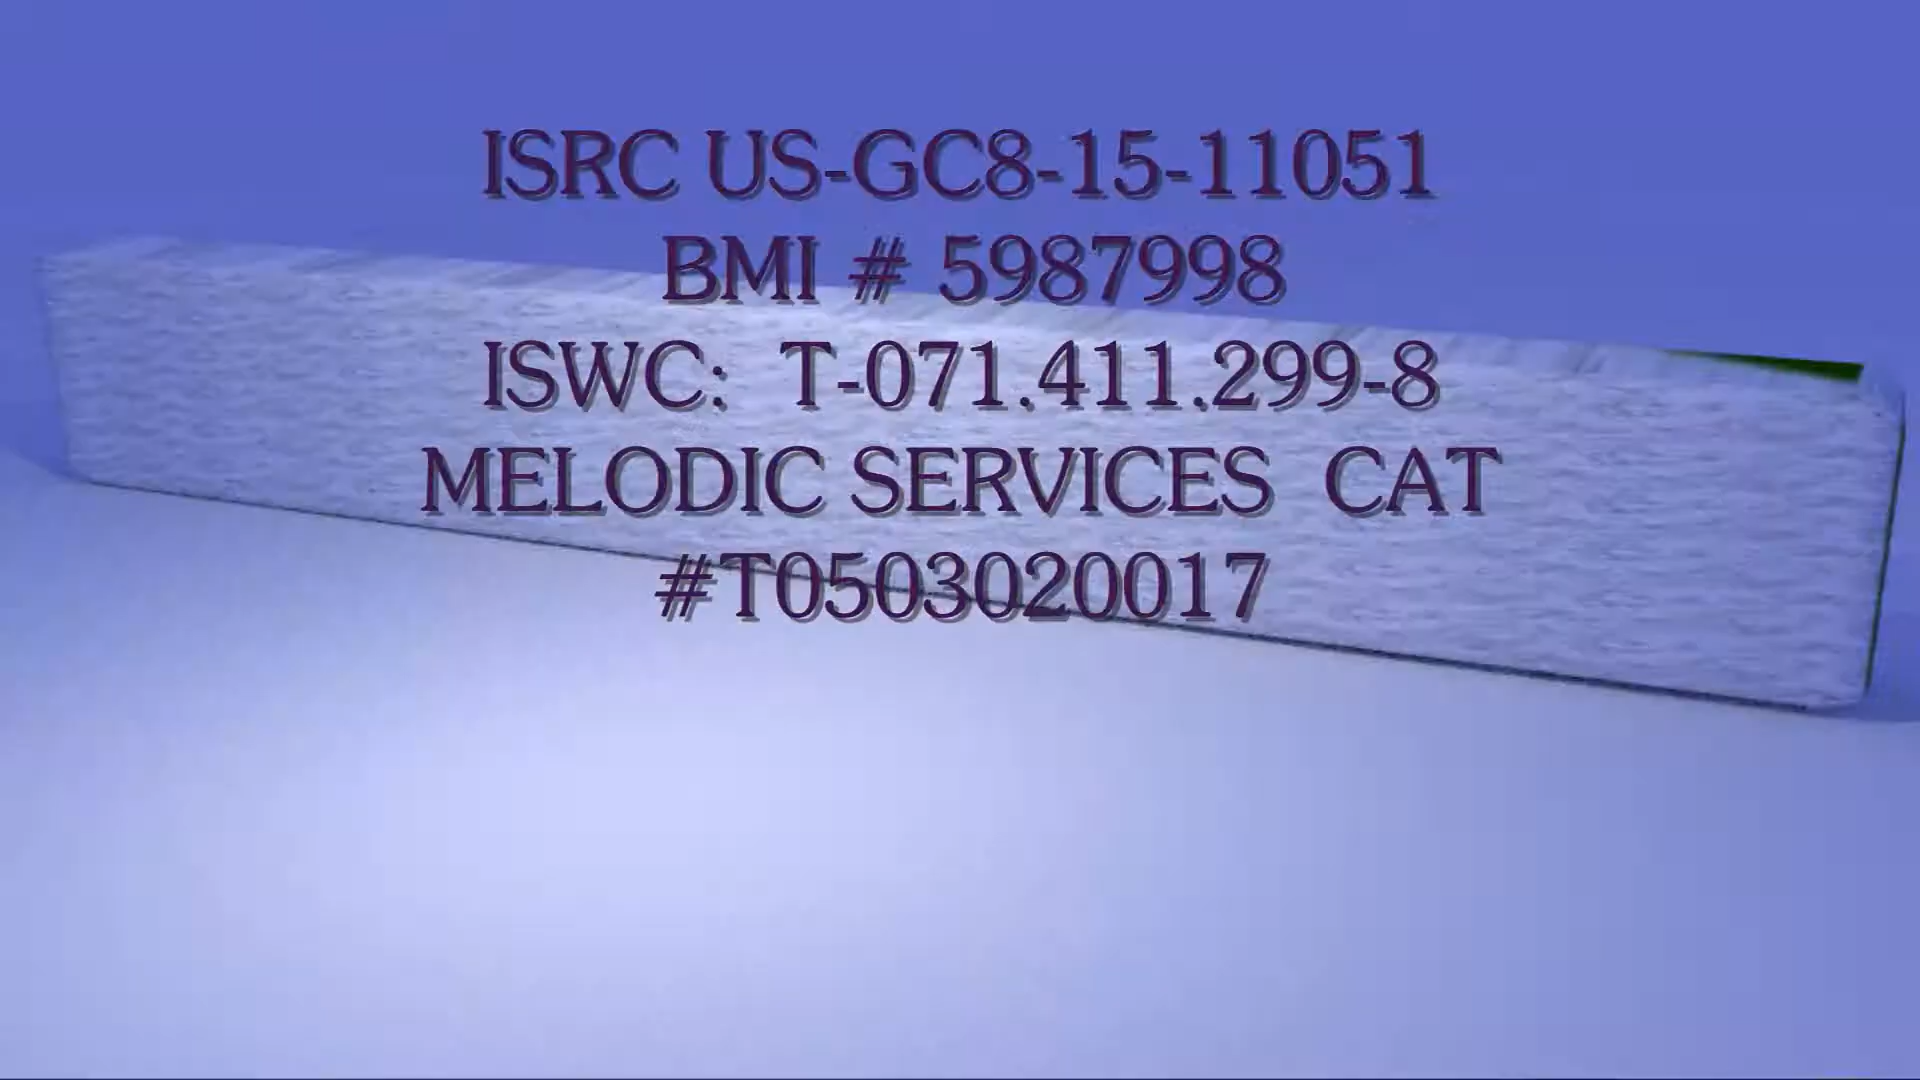 ISRC US-GC8-15-11051
BMI # 5987998
ISWC:  T-071.411.299-8
MELODIC SERVICES  CAT
#T0503020017